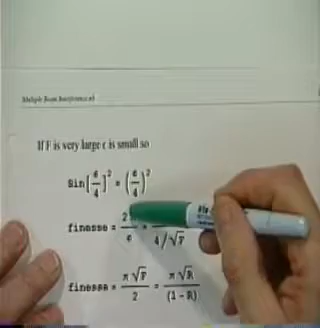 Multiple Beam Interference
If F is very large ε is small so
Sin[ε/4]² = (ε/4)²
finesse = 2 / ε = 4/√F
finesse = π√F / 2 = π√R / (1 - R)